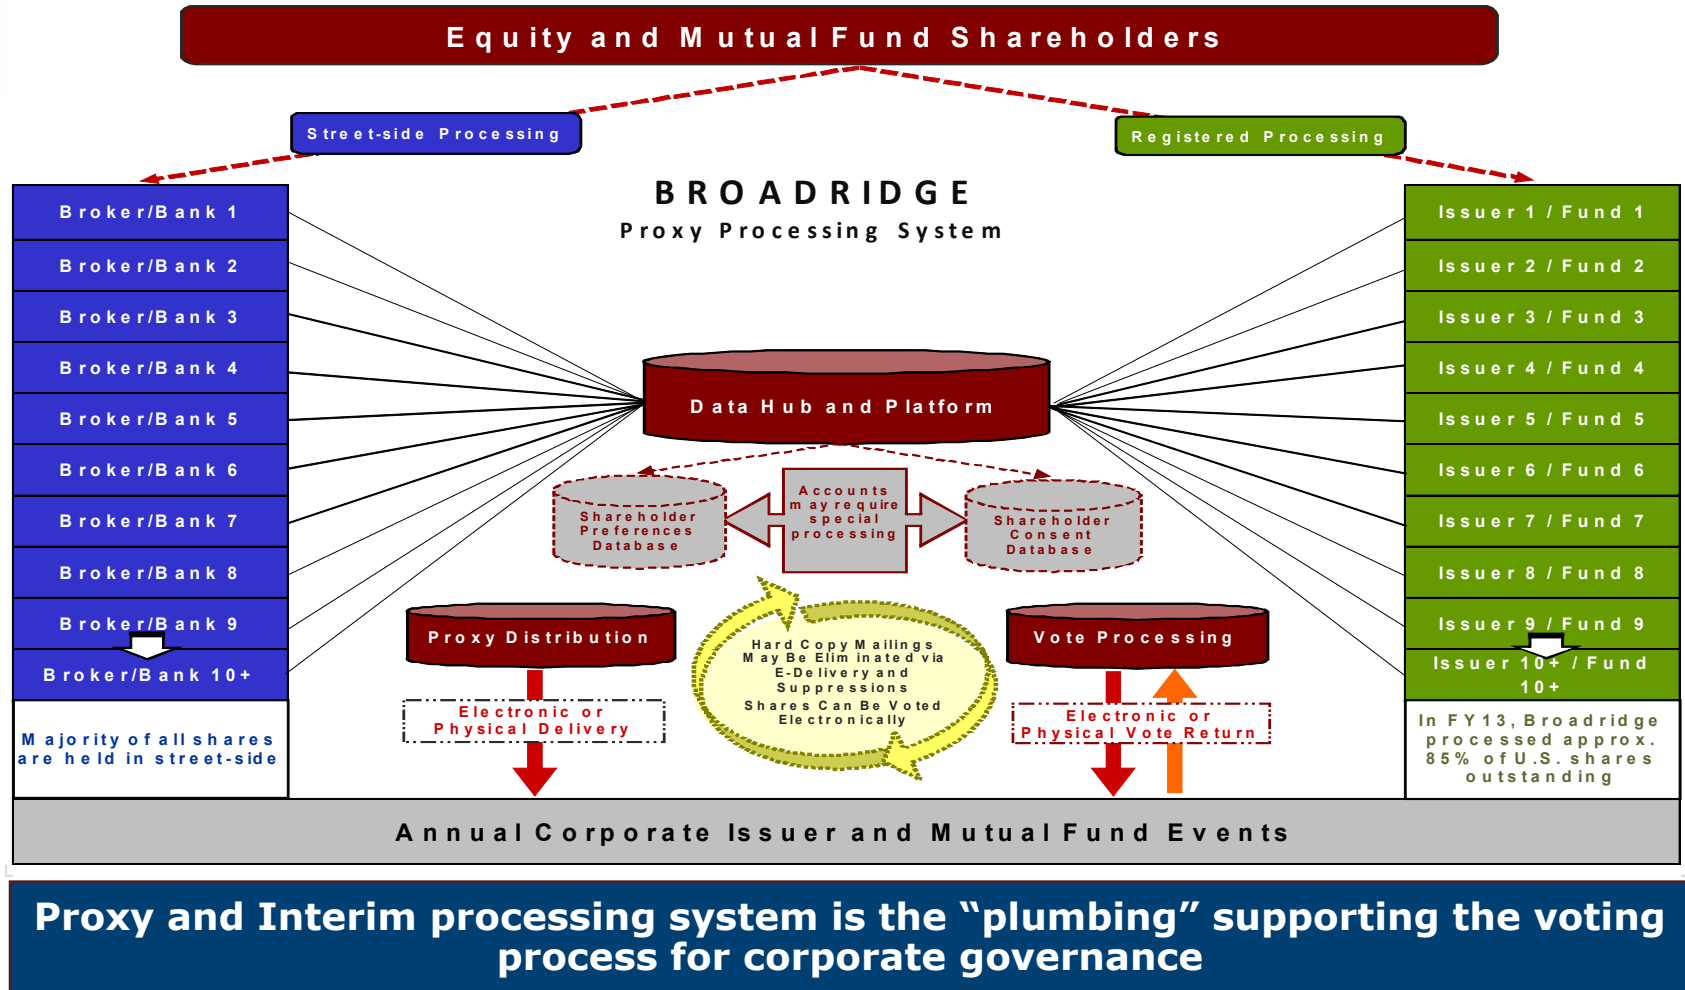 Equity and Mutual Fund Shareholders
Street-side Processing
Registered Processing
BROADRIDGE
Proxy Processing System
Broker/Bank 1
Broker/Bank 2
Broker/Bank 3
Broker/Bank 4
Broker/Bank 5
Broker/Bank 6
Broker/Bank 7
Broker/Bank 8
Broker/Bank 9
Broker/Bank 10+
Majority of all shares
are held in street-side
Issuer 1 / Fund 1
Issuer 2 / Fund 2
Issuer 3 / Fund 3
Issuer 4 / Fund 4
Issuer 5 / Fund 5
Issuer 6 / Fund 6
Issuer 7 / Fund 7
Issuer 8 / Fund 8
Issuer 9 / Fund 9
Issuer 10+ / Fund
10+
In FY13, Broadridge
processed approx.
85% of U.S. shares
outstanding
Data Hub and Platform
Shareholder
Preferences
Database
Accounts
may require
special
processing
Shareholder
Consent
Database
Proxy Distribution
Electronic or
Physical Delivery
Hard Copy Mailings
May Be Eliminated via
E-Delivery and
Suppressions
Shares Can Be Voted
Electronically
Vote Processing
Electronic or
Physical Vote Return
Annual Corporate Issuer and Mutual Fund Events
Proxy and Interim processing system is the “plumbing” supporting the voting
process for corporate governance